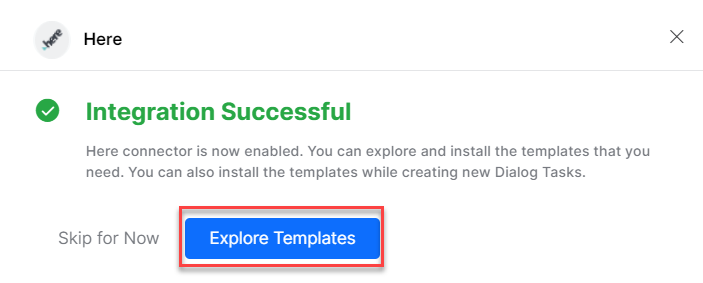 here
Here
Integration Successful
Here connector is now enabled. You can explore and install the templates that you
need. You can also install the templates while creating new Dialog Tasks.
Skip for Now
Explore Templates